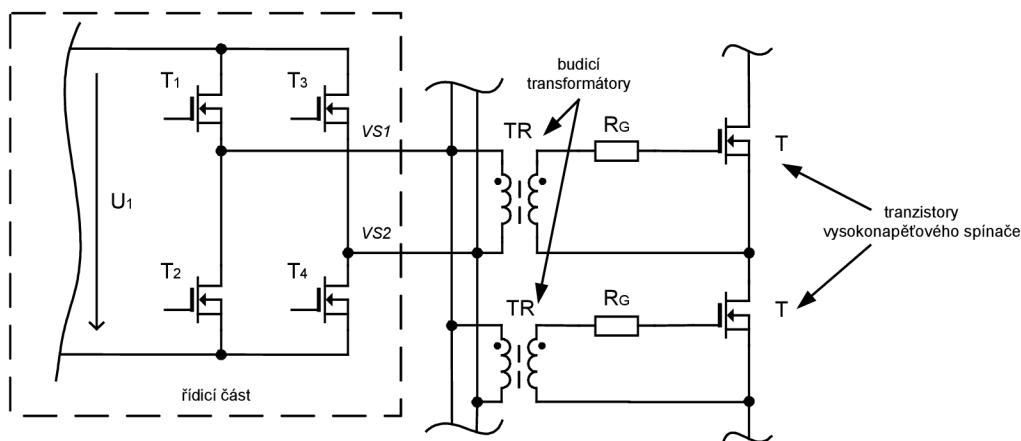 budicí
transformátory
T1
T3
VS1
TR
RG
T
U1
tranzistory
vysokonapěťového spínače
VS2
T2
T4
TR
RG
T
řídicí část